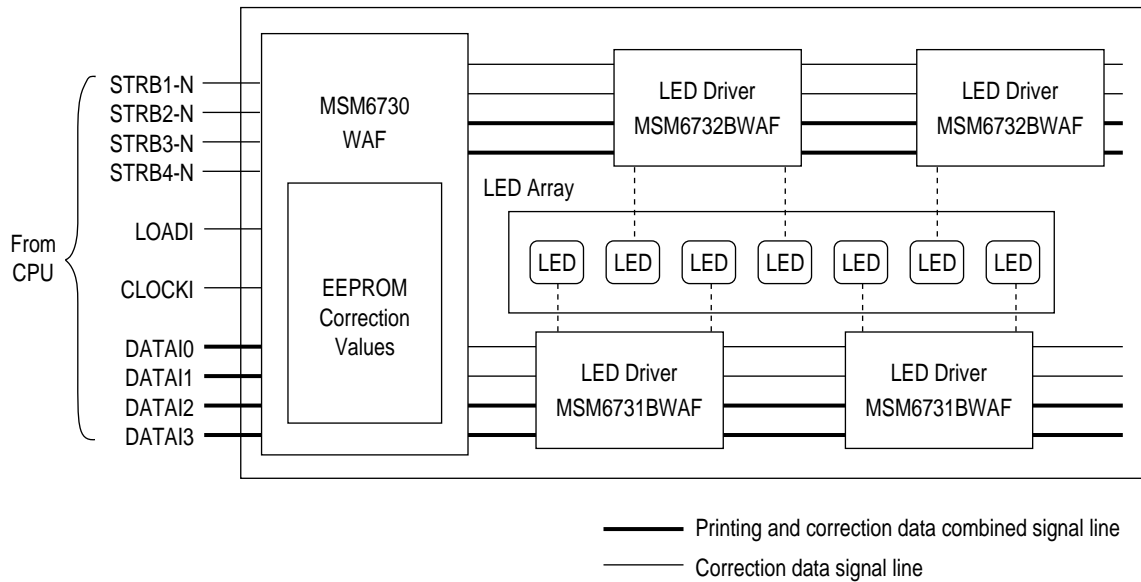 From
CPU
STRB1-N
STRB2-N
STRB3-N
STRB4-N
LOADI
CLOCKI
DATAI0
DATAI1
DATAI2
DATAI3
MSM6730
WAF
EEPROM
Correction
Values
LED Driver
MSM6732BWAF
LED Driver
MSM6732BWAF
LED Array
LED
LED
LED
LED
LED
LED
LED
LED Driver
MSM6731BWAF
LED Driver
MSM6731BWAF
Printing and correction data combined signal line
Correction data signal line